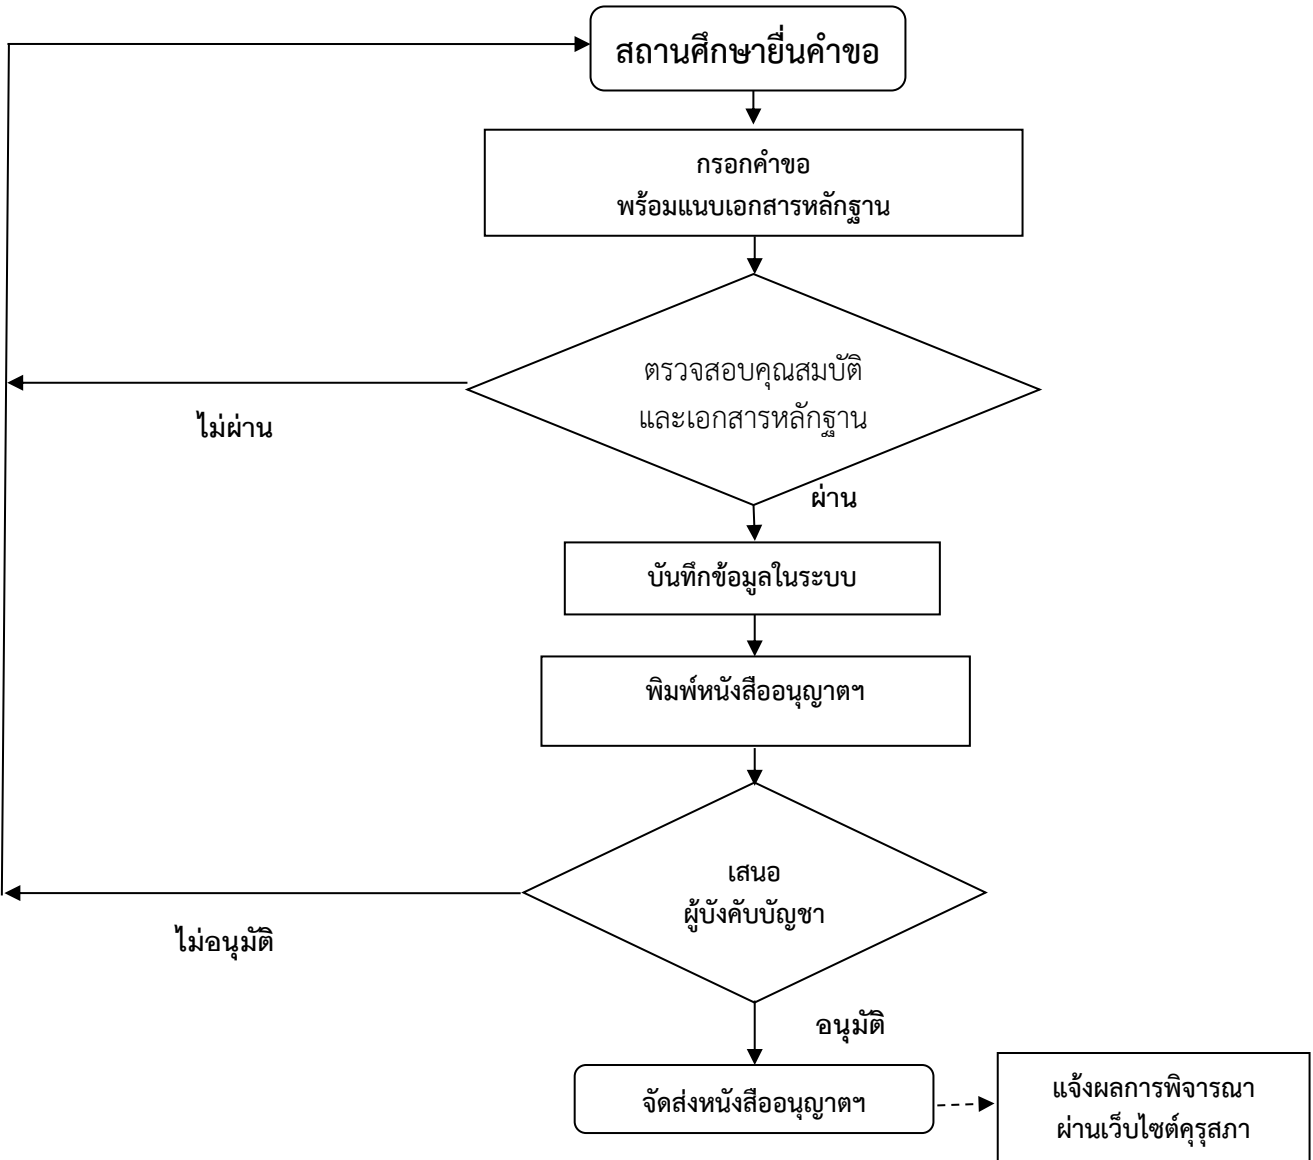 สถานศึกษายื่นคำขอ
กรอกคำขอ
พร้อมแนบเอกสารหลักฐาน
ตรวจสอบคุณสมบัติ
และเอกสารหลักฐาน
ไม่ผ่าน
ผ่าน
บันทึกข้อมูลในระบบ
พิมพ์หนังสืออนุญาตฯ
เสนอ
ผู้บังคับบัญชา
ไม่อนุมัติ
อนุมัติ
จัดส่งหนังสืออนุญาตฯ
แจ้งผลการพิจารณา
ผ่านเว็บไซต์คุรุสภา